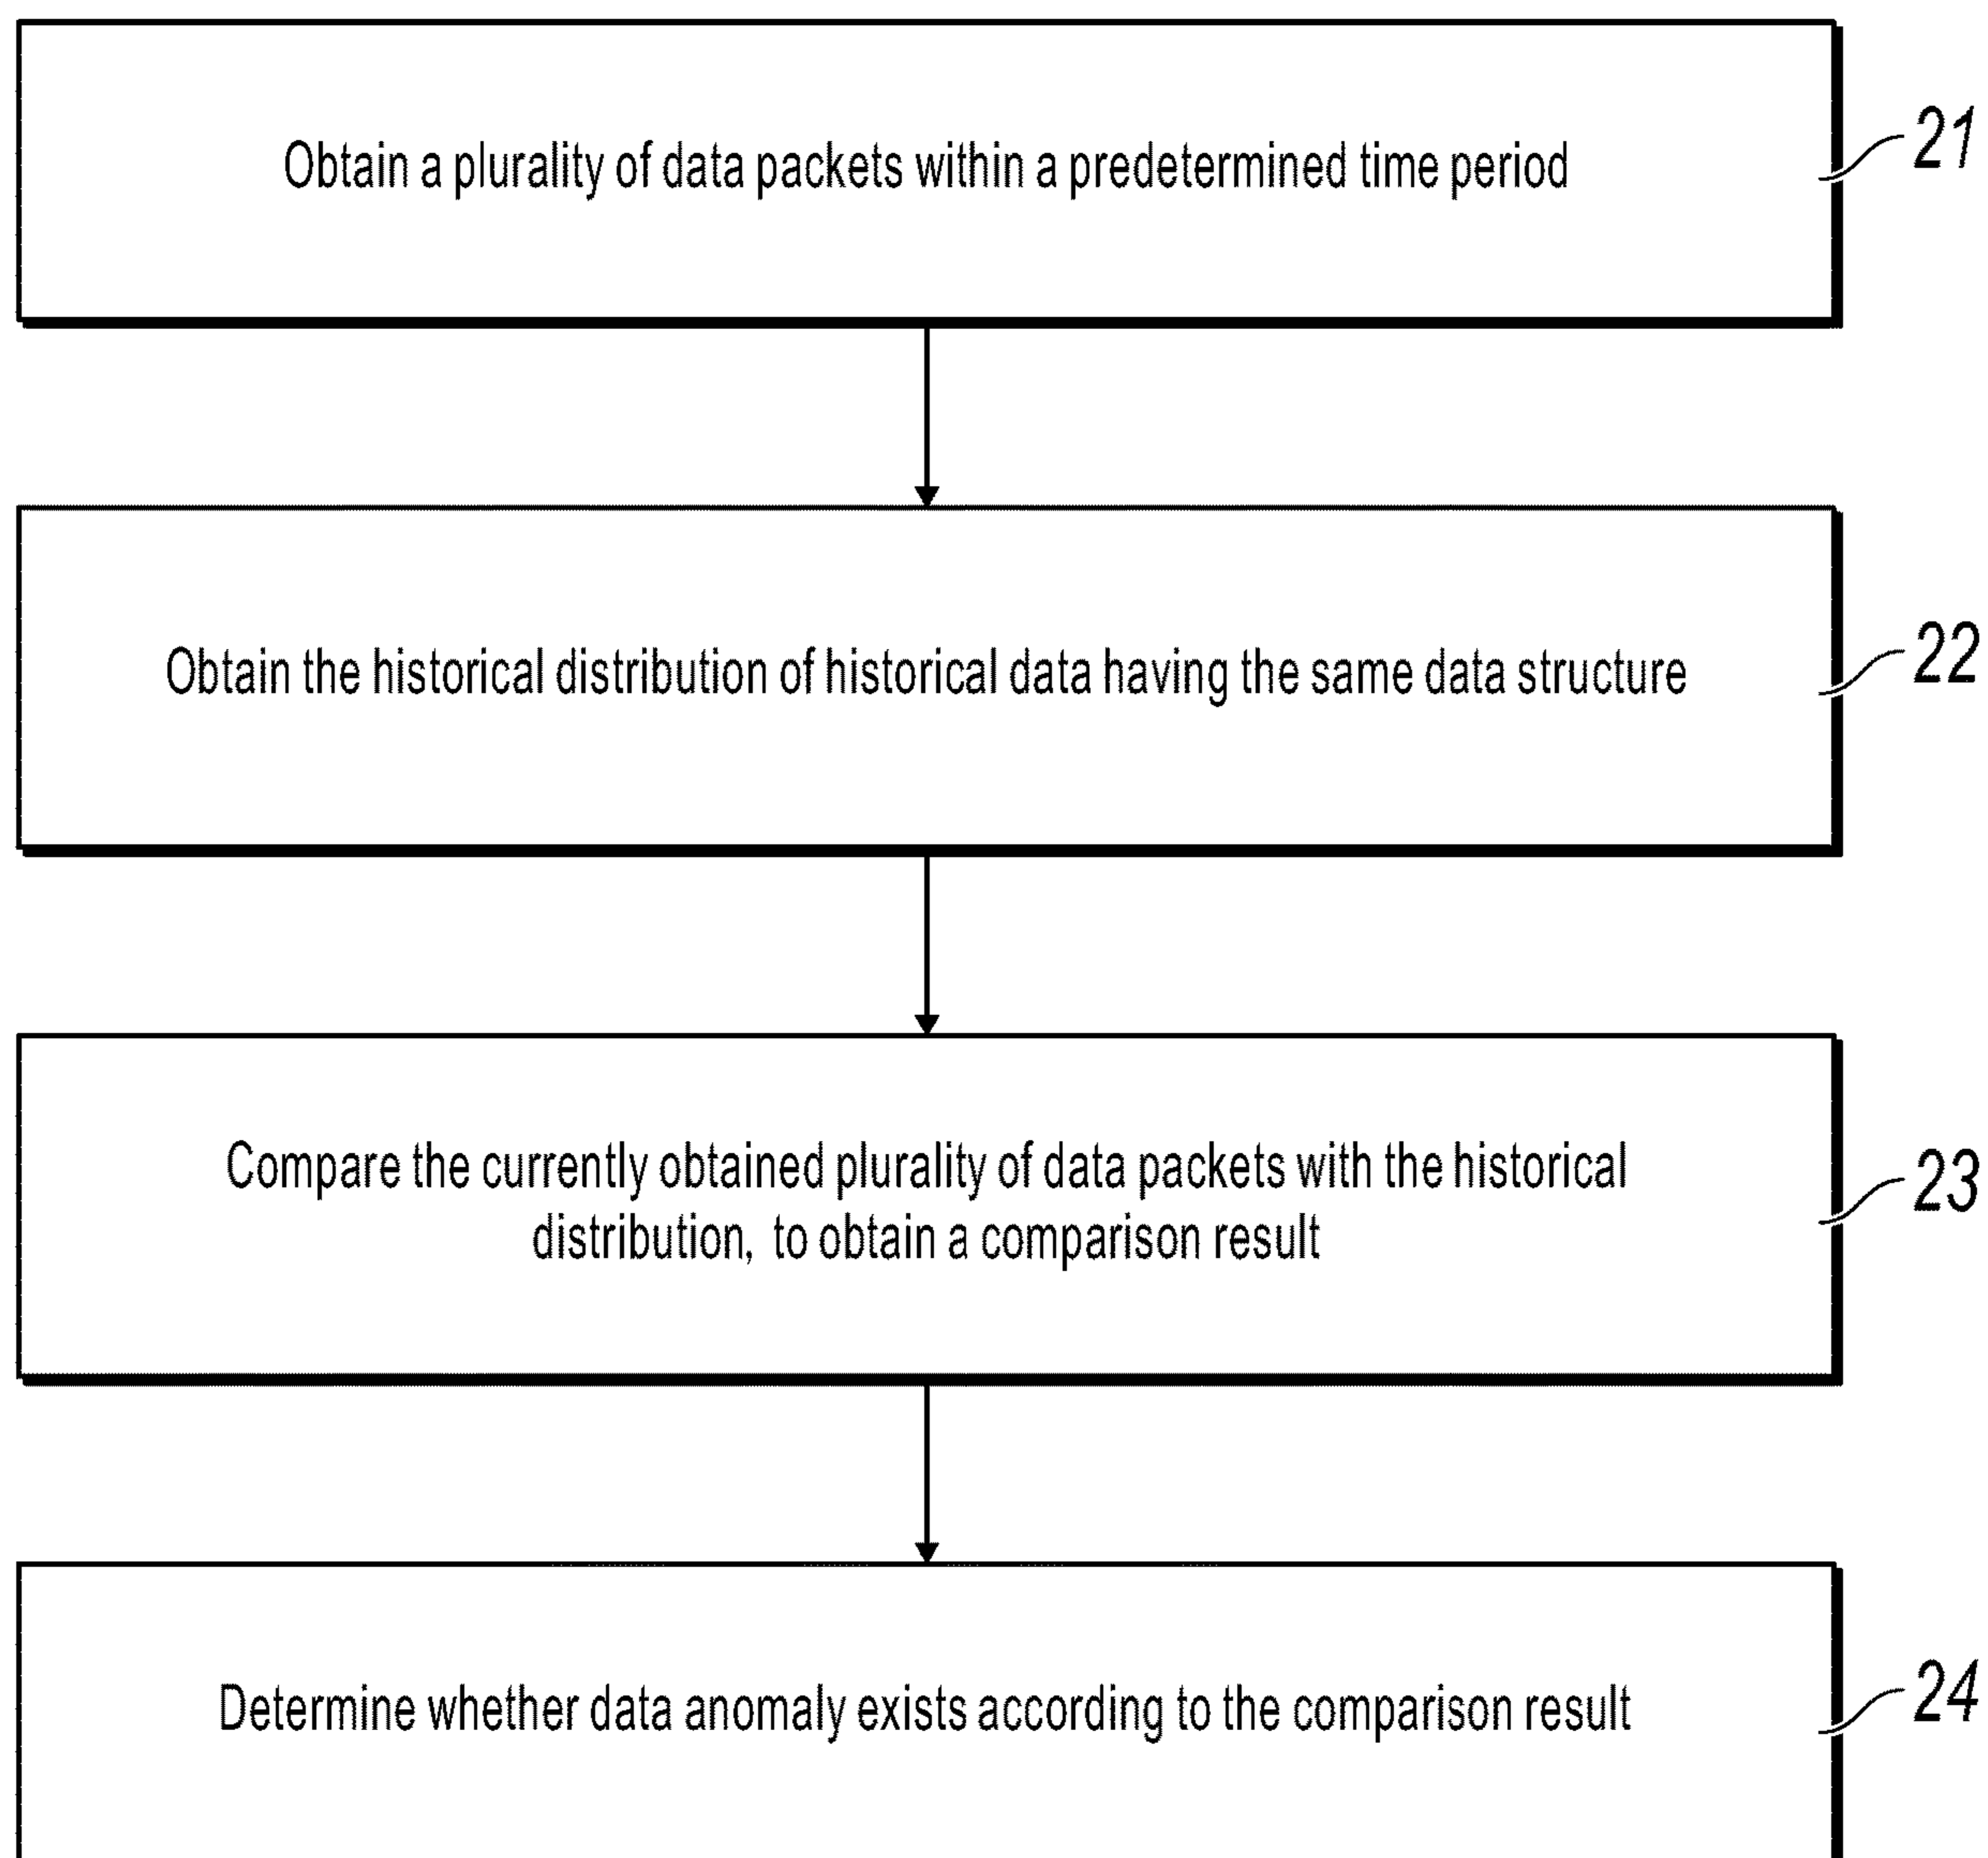 Obtain a plurality of data packets within a predetermined time period
21
Obtain the historical distribution of historical data having the same data structure
22
Compare the currently obtained plurality of data packets with the historical
distribution, to obtain a comparison result
23
Determine whether data anomaly exists according to the comparison result
24